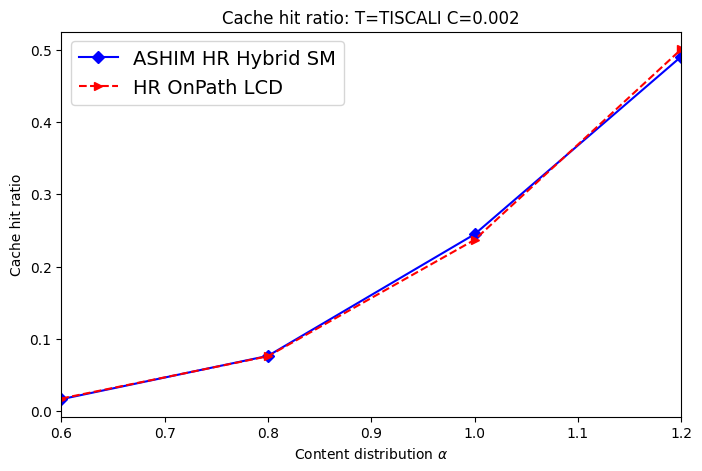 Cache hit ratio: T=TISCALI C=0.002
ASHIM HR Hybrid SM
HR OnPath LCD
Cache hit ratio
0.5
0.4
0.3
0.2
0.1
0.0
0.6 0.7 0.8 0.9 1.0 1.1 1.2
Content distribution α